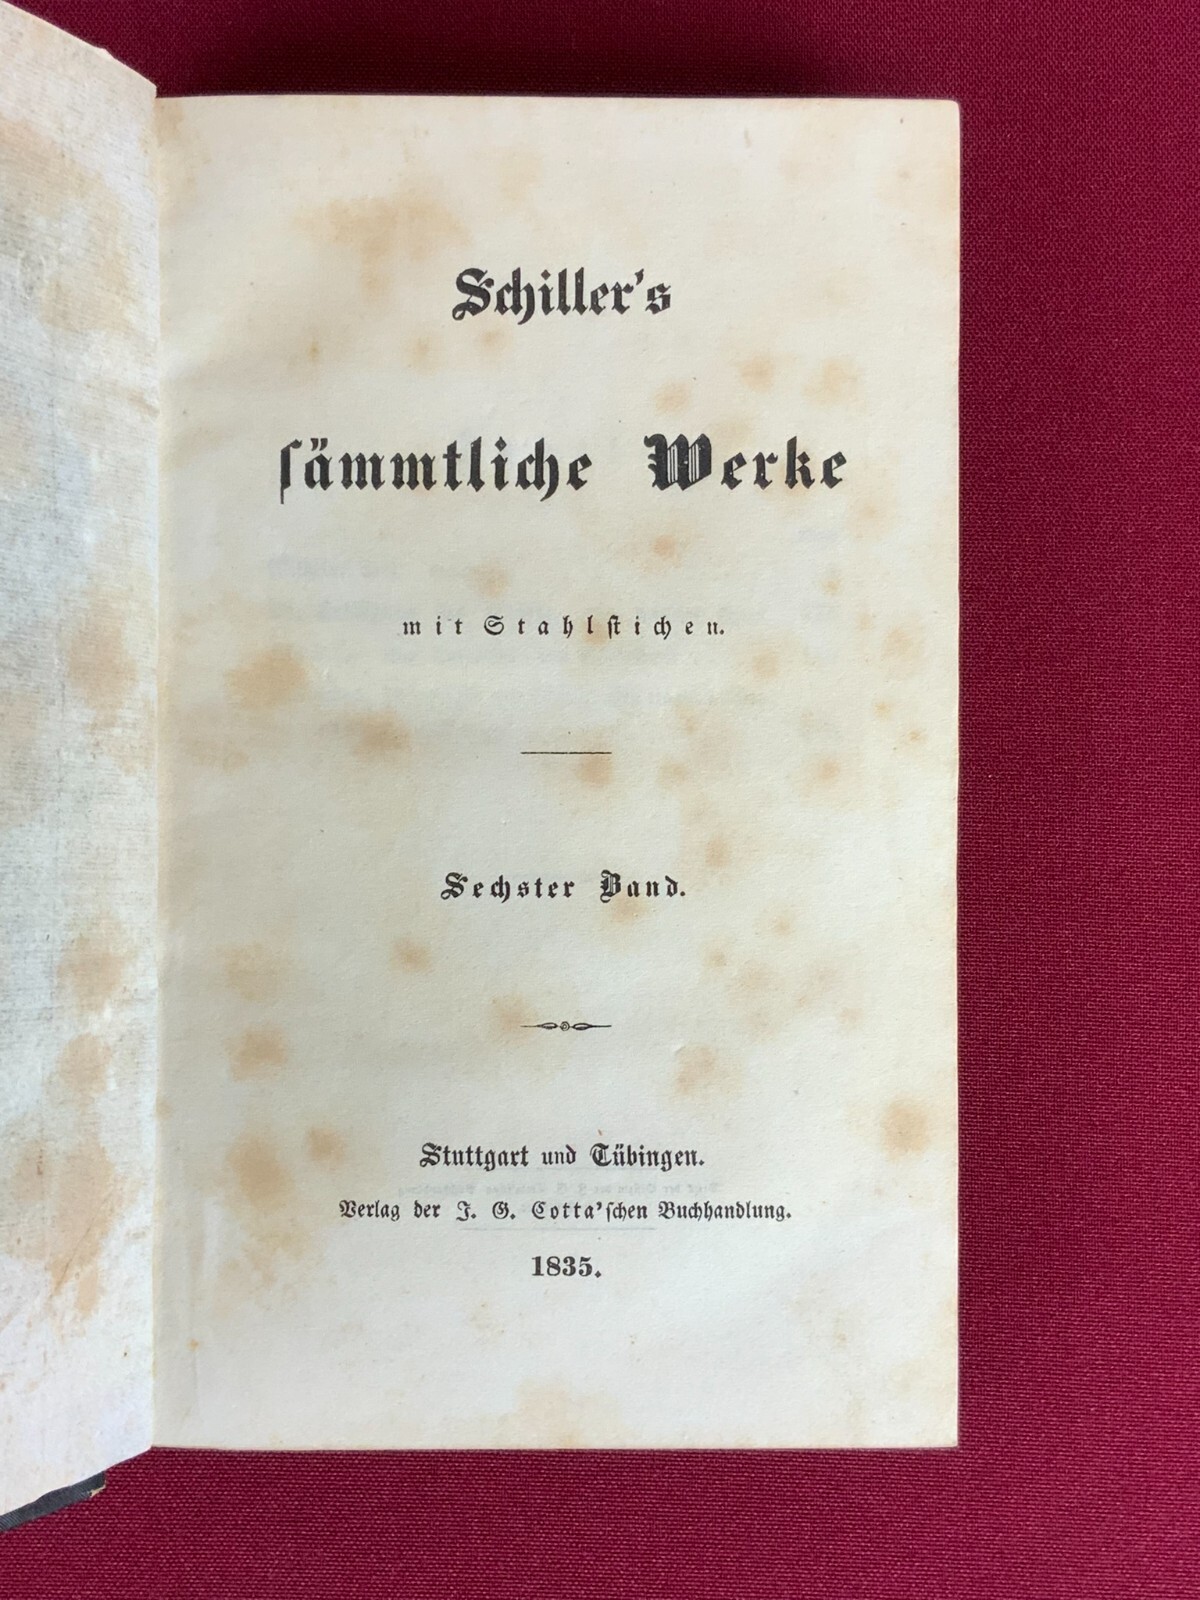 Schiller's
ſämmtliche Werke
mit Stahlſtichen.
Sechster Band.
Stuttgart und Tübingen.
Verlag der J. G. Cotta'ſchen Buchhandlung.
1835.